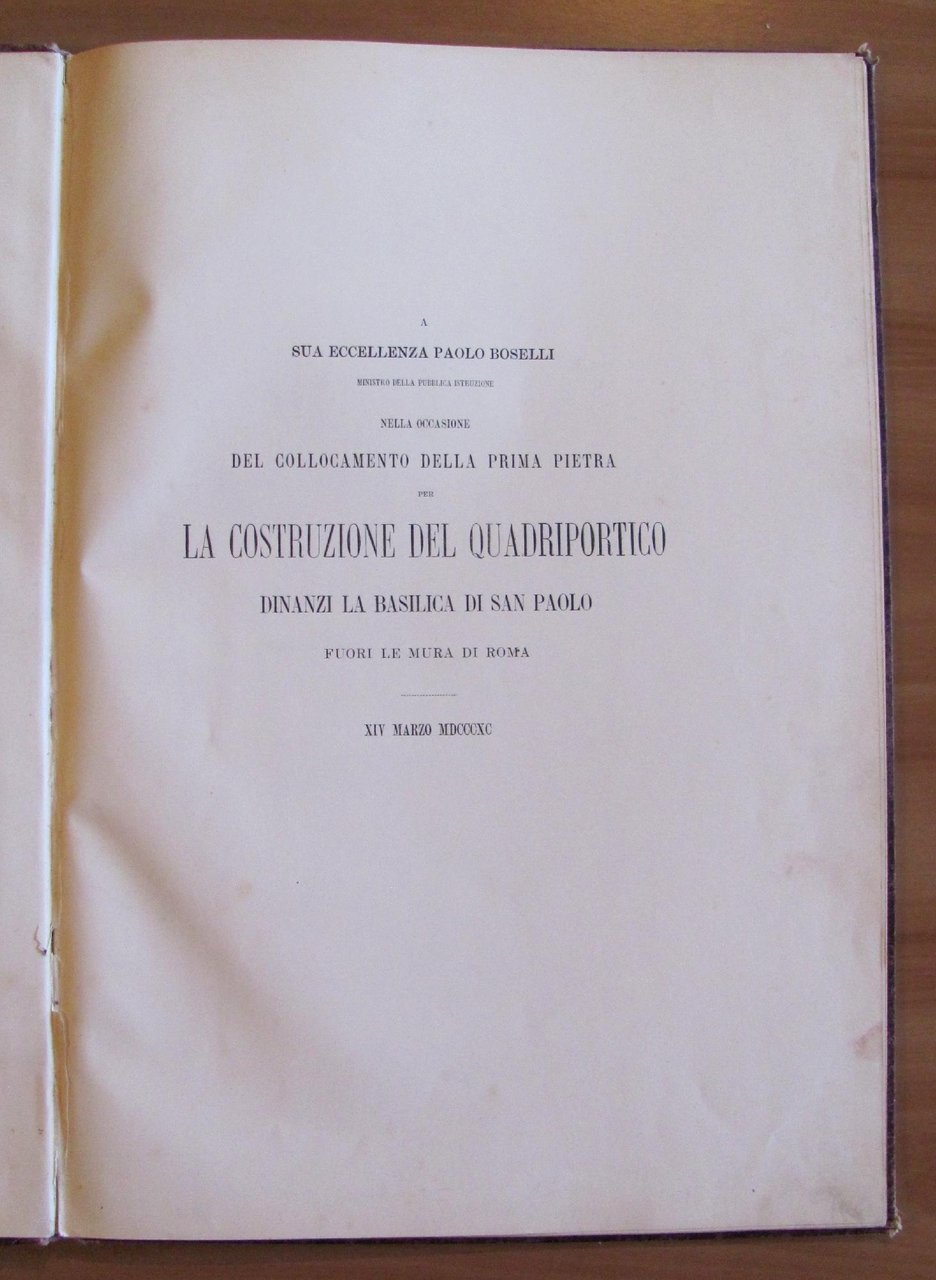 A
SUA ECCELLENZA PAOLO BOSELLI
MINISTRO DELLA PUBBLICA ISTRUZIONE
NELLA OCCASIONE
DEL COLLOCAMENTO DELLA PRIMA PIETRA
PER
LA COSTRUZIONE DEL QUADRIPORTICO
DINANZI LA BASILICA DI SAN PAOLO
FUORI LE MURA DI ROMA
XIV MARZO MDCCCXC